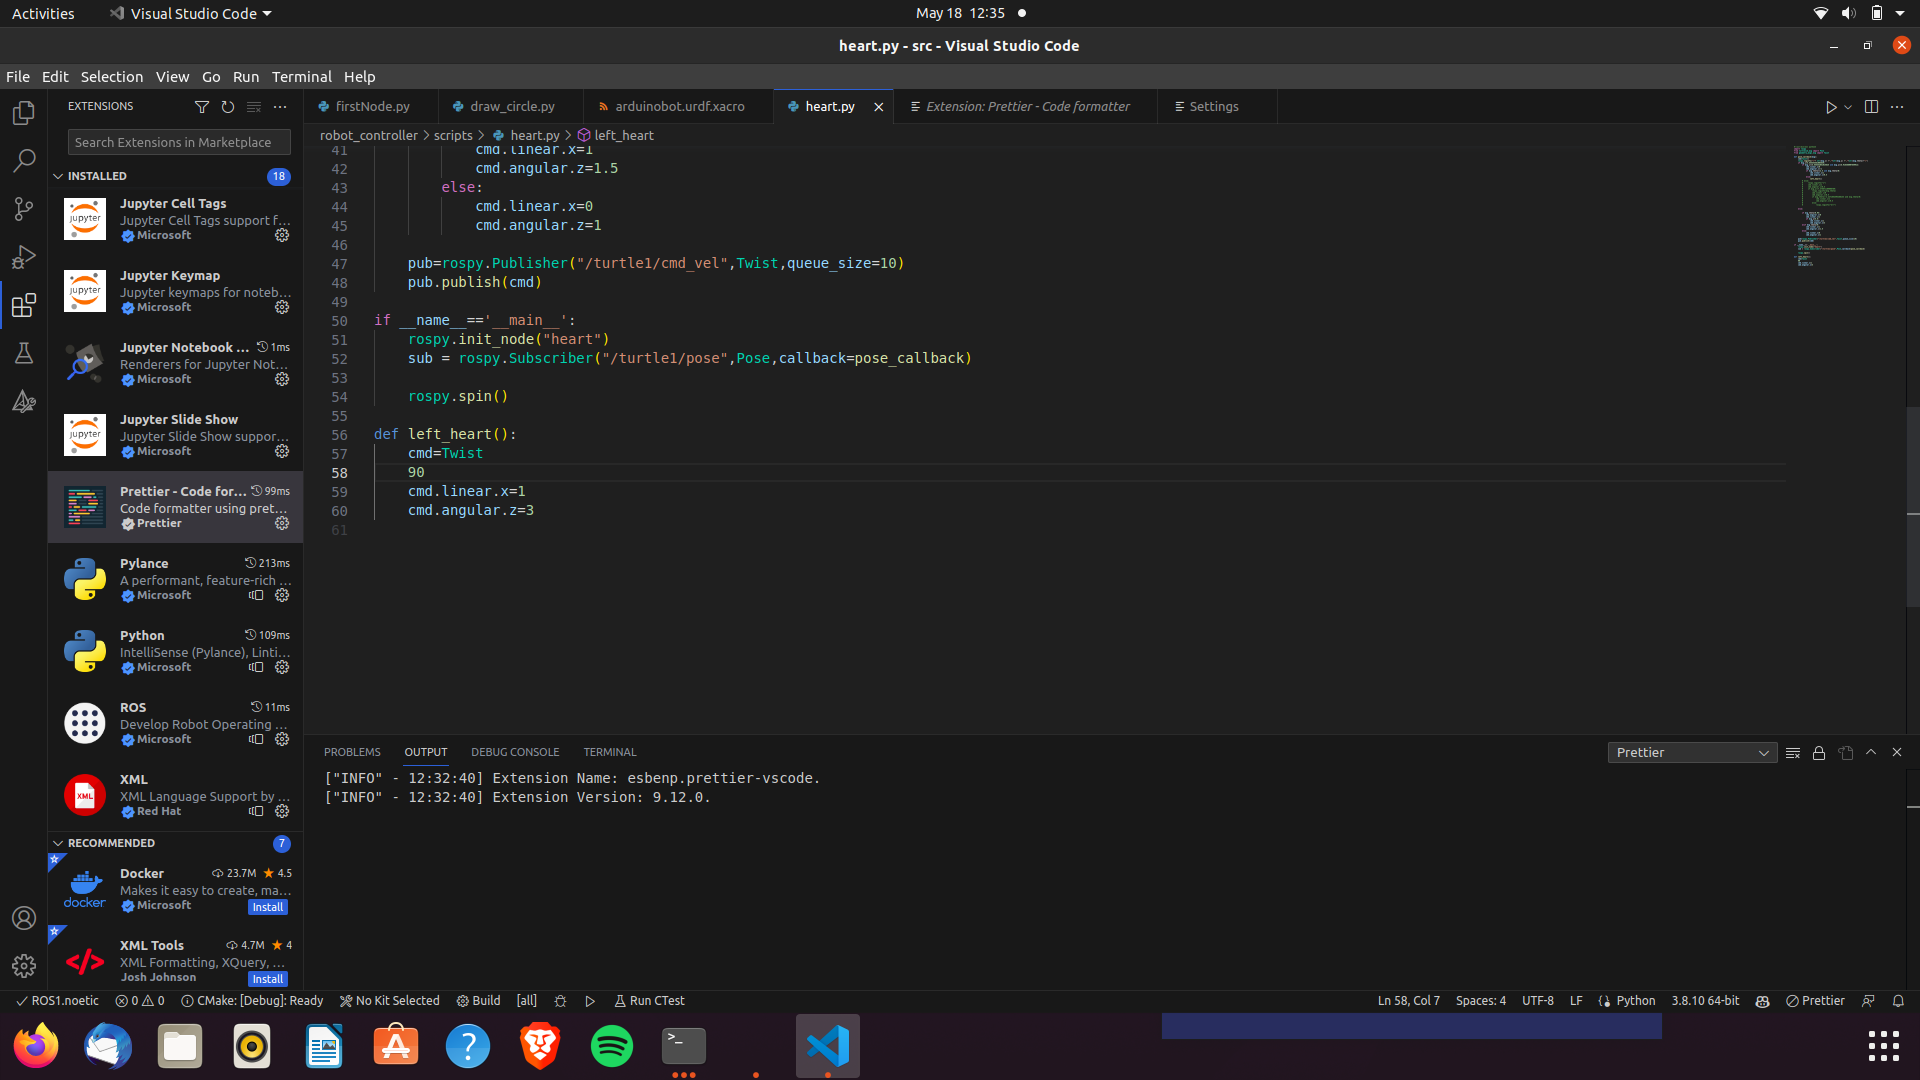 Activities
Visual Studio Code
May 18 12:35
heart.py - src - Visual Studio Code
File Edit Selection View Go Run Terminal Help
EXTENSIONS
Search Extensions in Marketplace
INSTALLED 18
Jupyter Cell Tags
Jupyter Cell Tags support f...
Microsoft
Jupyter Keymap
Jupyter keymaps for noteb...
Microsoft
Jupyter Notebook ... 1ms
Renderers for Jupyter Not...
Microsoft
Jupyter Slide Show
Jupyter Slide Show suppor...
Microsoft
Prettier - Code for... 99ms
Code formatter using pret...
Prettier
Pylance 213ms
A performant, feature-rich ...
Microsoft
Python 109ms
IntelliSense (Pylance), Linti...
Microsoft
ROS 11ms
Develop Robot Operating ...
Microsoft
XML
XML Language Support by ...
Red Hat
RECOMMENDED 7
Docker 23.7M 4.5
Makes it easy to create, ma...
Microsoft Install
XML Tools 4.7M 4
XML Formatting, XQuery, ...
Josh Johnson Install
jupyter
jupyter
jupyter
XML
docker
firstNode.py draw_circle.py arduinobot.urdf.xacro heart.py Extension: Prettier - Code formatter Settings
robot_controller > scripts > heart.py > left_heart
41 cmd.linear.x=1
42 cmd.angular.z=1.5
43 else:
44 cmd.linear.x=0
45 cmd.angular.z=1
46
47 pub=rospy.Publisher("/turtle1/cmd_vel",Twist,queue_size=10)
48 pub.publish(cmd)
49
50 if __name__=='__main__':
51 rospy.init_node("heart")
52 sub = rospy.Subscriber("/turtle1/pose",Pose,callback=pose_callback)
53
54 rospy.spin()
55
56 def left_heart():
57 cmd=Twist
58 90
59 cmd.linear.x=1
60 cmd.angular.z=3
61
PROBLEMS OUTPUT DEBUG CONSOLE TERMINAL
Prettier
["INFO" - 12:32:40] Extension Name: esbenp.prettier-vscode.
["INFO" - 12:32:40] Extension Version: 9.12.0.
ROS1.noetic 0 0 CMake: [Debug]: Ready No Kit Selected Build [all] Run CTest
Ln 58, Col 7 Spaces: 4 UTF-8 LF Python 3.8.10 64-bit Prettier